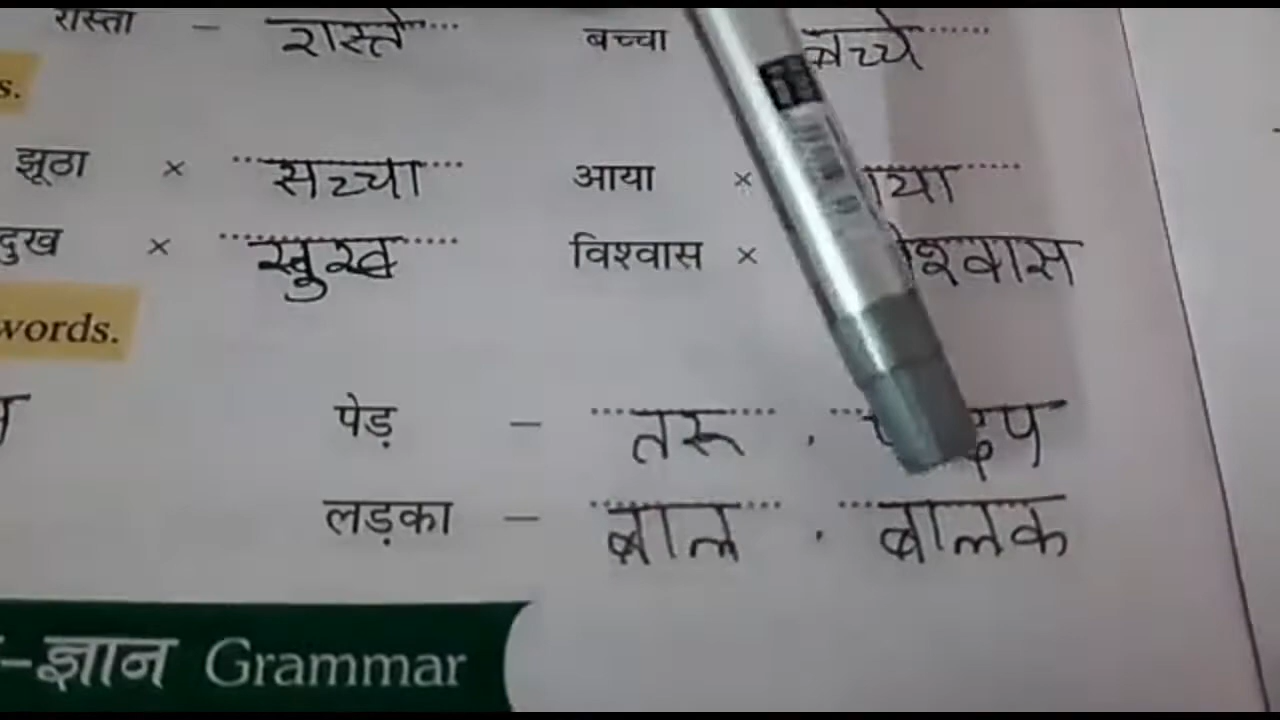 रास्ता - रास्ते बच्चा बच्चे
s.
झूठा × सच्चा आया ×
दुख × सुख विश्वास ×
words.
पेड़ - तरू ,
लड़का - बाल , बालक
-ज्ञान Grammar